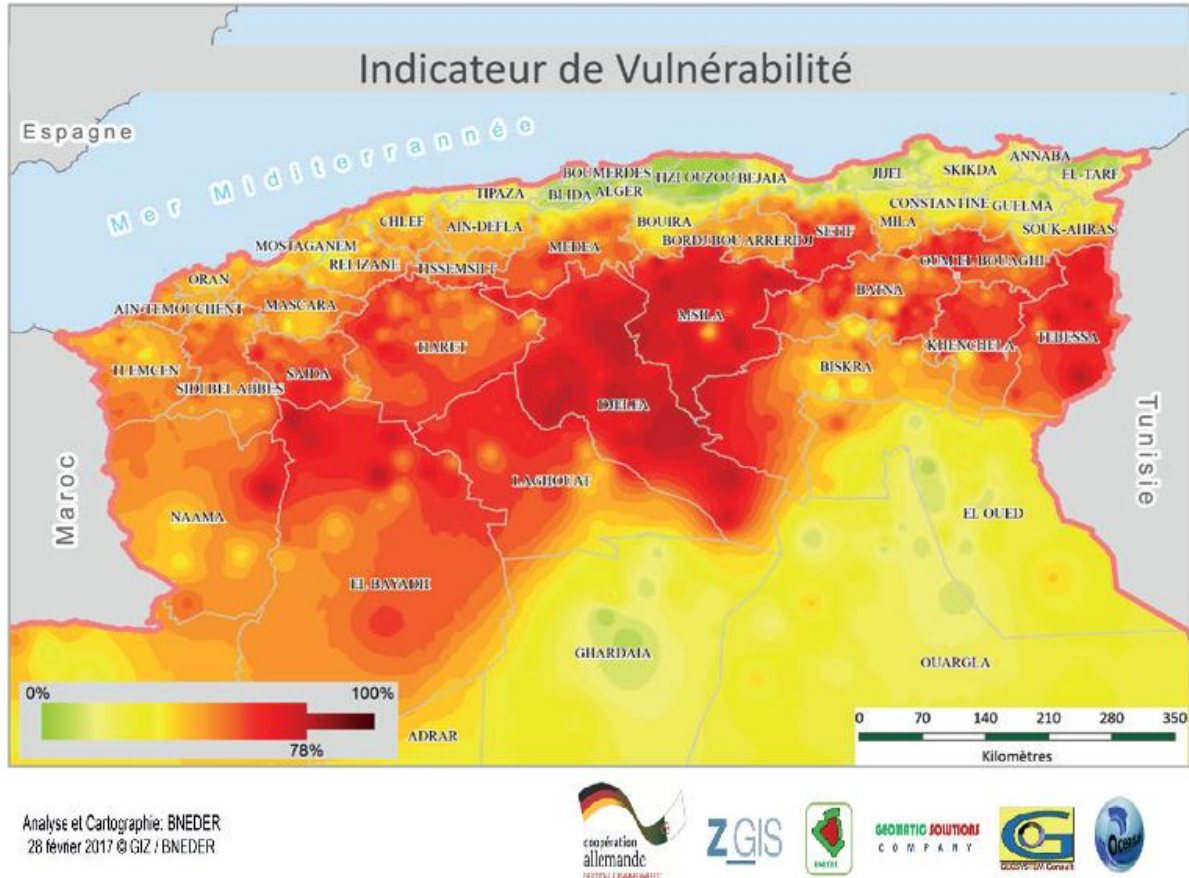 Indicateur de Vulnérabilité
Espagne
Mer Miditerrannée
Maroc
Tunisie
ANNABA
BOUMERDES
TIZI OUZOU
BEJAIA
JIJEL
SKIKDA
EL-TARF
TIPAZA
BLIDA
ALGER
CONSTANTINE
GUELMA
CHLEF
AIN-DEFLA
BOUIRA
MILA
SOUK-AHRAS
MOSTAGANEM
MEDEA
BORDJ BOU ARRERIDJ
SETIF
RELIZANE
TISSEMSILT
OUM EL BOUAGHI
ORAN
AIN-TEMOUCHENT
MASCARA
MSILA
BATNA
TIARET
KHENCHELA
TEBESSA
TLEMCEN
SAIDA
BISKRA
SIDI BEL ABBES
DJELFA
LAGHOUAT
NAAMA
EL OUED
EL BAYADH
GHARDAIA
OUARGLA
ADRAR
0% 100%
78%
0 70 140 210 280 350
Kilomètres
Analyse et Cartographie: BNEDER
28 février 2017 © GIZ / BNEDER
coopération
allemande
Z_GIS
BNEDER
GEOMATIC SOLUTIONS
COMPANY
G
GEOSYSTEM Consult